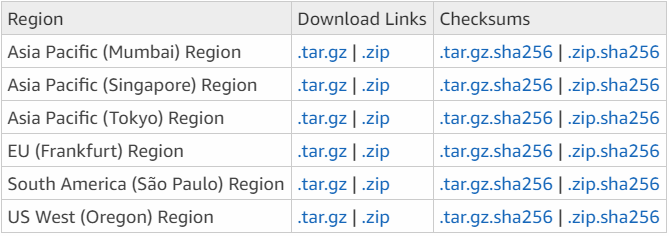 Region Download Links Checksums
Asia Pacific (Mumbai) Region .tar.gz | .zip .tar.gz.sha256 | .zip.sha256
Asia Pacific (Singapore) Region .tar.gz | .zip .tar.gz.sha256 | .zip.sha256
Asia Pacific (Tokyo) Region .tar.gz | .zip .tar.gz.sha256 | .zip.sha256
EU (Frankfurt) Region .tar.gz | .zip .tar.gz.sha256 | .zip.sha256
South America (São Paulo) Region .tar.gz | .zip .tar.gz.sha256 | .zip.sha256
US West (Oregon) Region .tar.gz | .zip .tar.gz.sha256 | .zip.sha256